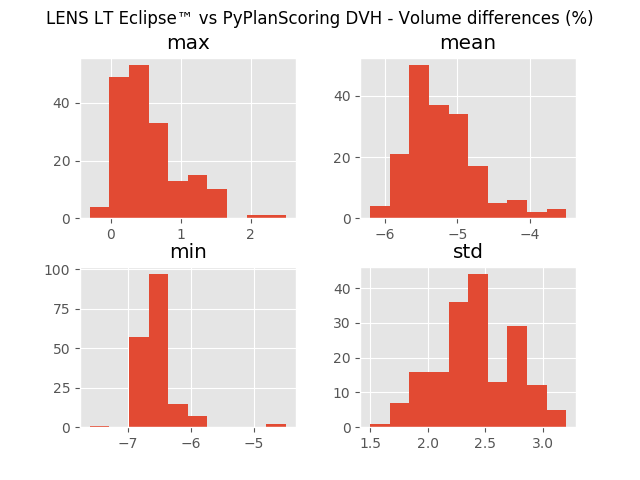 LENS LT Eclipse™ vs PyPlanScoring DVH - Volume differences (%)
max
mean
40
20
0
0 1 2
40
20
0
−6 −5 −4
min
std
100
75
50
25
0
−7 −6 −5
40
30
20
10
0
1.5 2.0 2.5 3.0